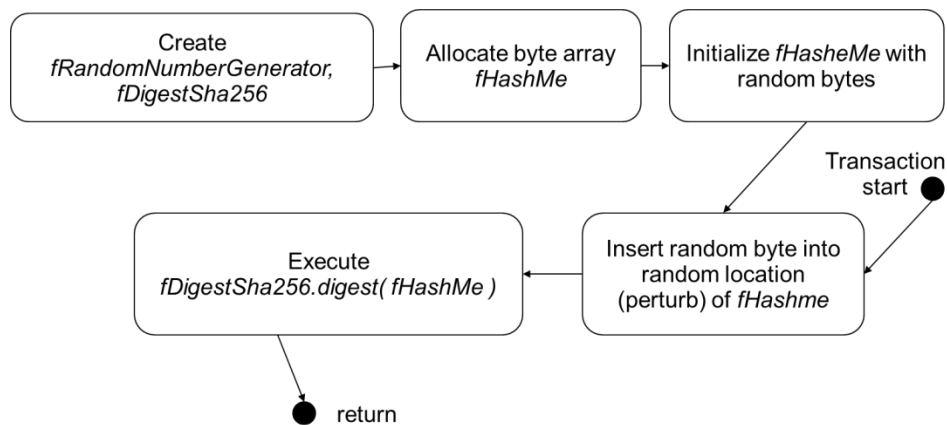 Create
fRandomNumberGenerator,
fDigestSha256
Allocate byte array
fHashMe
Initialize fHasheMe with
random bytes
Transaction
start
Insert random byte into
random location
(perturb) of fHashme
Execute
fDigestSha256.digest( fHashMe )
return